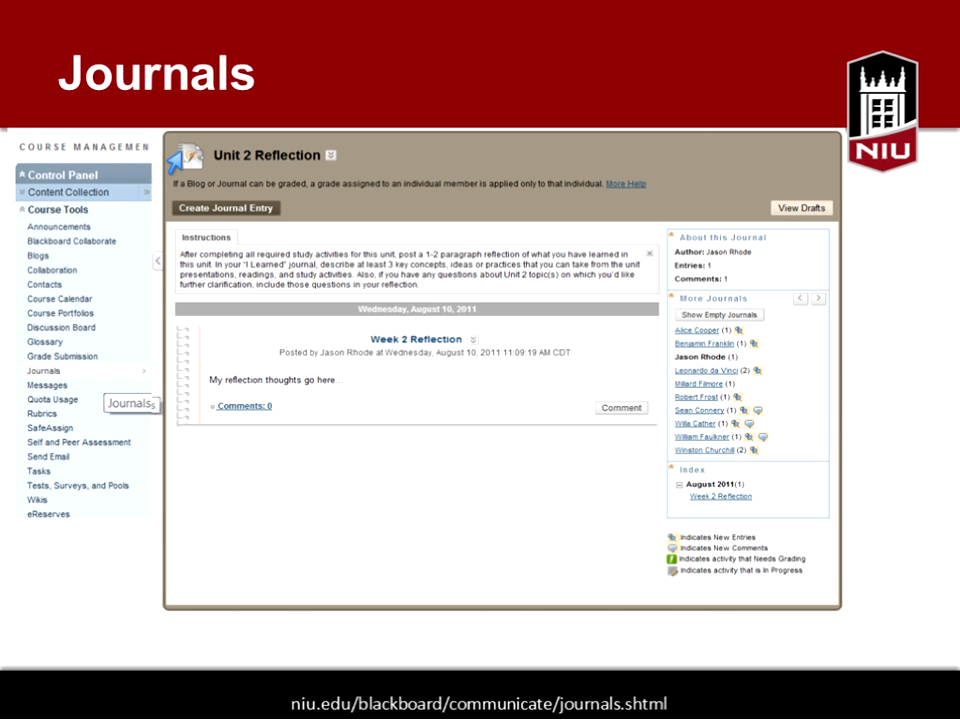 Journals
NIU
COURSE MANAGEMEN
Control Panel
Content Collection
Course Tools
Announcements
Blackboard Collaborate
Blogs
Collaboration
Contacts
Course Calendar
Course Portfolios
Discussion Board
Glossary
Grade Submission
Journals
Messages
Quota Usage
Rubrics
SafeAssign
Self and Peer Assessment
Send Email
Tasks
Tests, Surveys, and Pools
Wikis
eReserves
Journals
Unit 2 Reflection
If a Blog or Journal can be graded, a grade assigned to an individual member is applied only to that individual. More Help
Create Journal Entry
View Drafts
Instructions
After completing all required study activities for this unit, post a 1-2 paragraph reflection of what you have learned in
this unit. In your "I Learned" journal, describe at least 3 key concepts, ideas or practices that you can take from the unit
presentations, readings, and study activities. Also, if you have any questions about Unit 2 topic(s) on which you'd like
further clarification, include those questions in your reflection.
Wednesday, August 10, 2011
Week 2 Reflection
Posted by Jason Rhode at Wednesday, August 10, 2011 11:09:19 AM CDT
My reflection thoughts go here...
Comments: 0
Comment
About this Journal
Author: Jason Rhode
Entries: 1
Comments: 1
More Journals
Show Empty Journals
Alice Cooper (1)
Benjamin Franklin (1)
Jason Rhode (1)
Leonardo da Vinci (2)
Millard Filmore (1)
Robert Frost (1)
Sean Connery (1)
Willa Cather (1)
William Faulkner (1)
Winston Churchill (2)
Index
August 2011(1)
Week 2 Reflection
Indicates New Entries
Indicates New Comments
Indicates activity that Needs Grading
Indicates activity that is In Progress
niu.edu/blackboard/communicate/journals.shtml